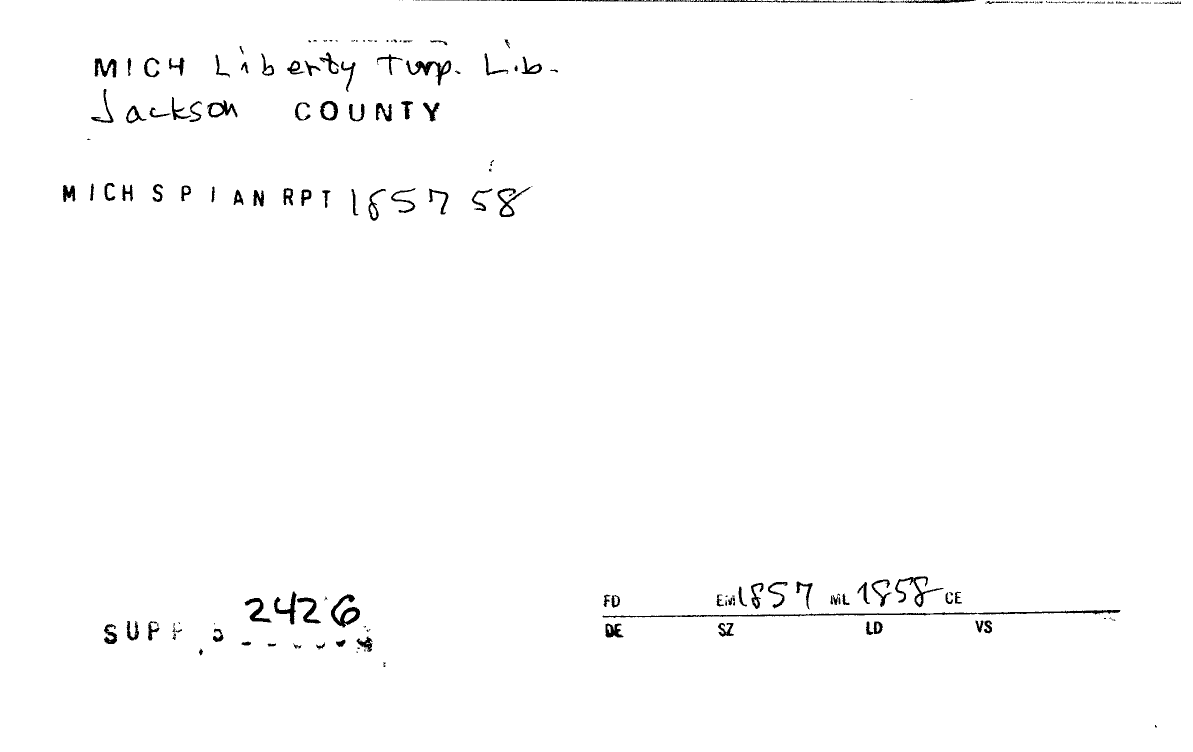 MICH Liberty Twp. Lib.
Jackson COUNTY
MICH S P I AN RPT 1857 58
2426
SUPP
FD EM 1857 ML 1858 CE
DE SZ LD VS